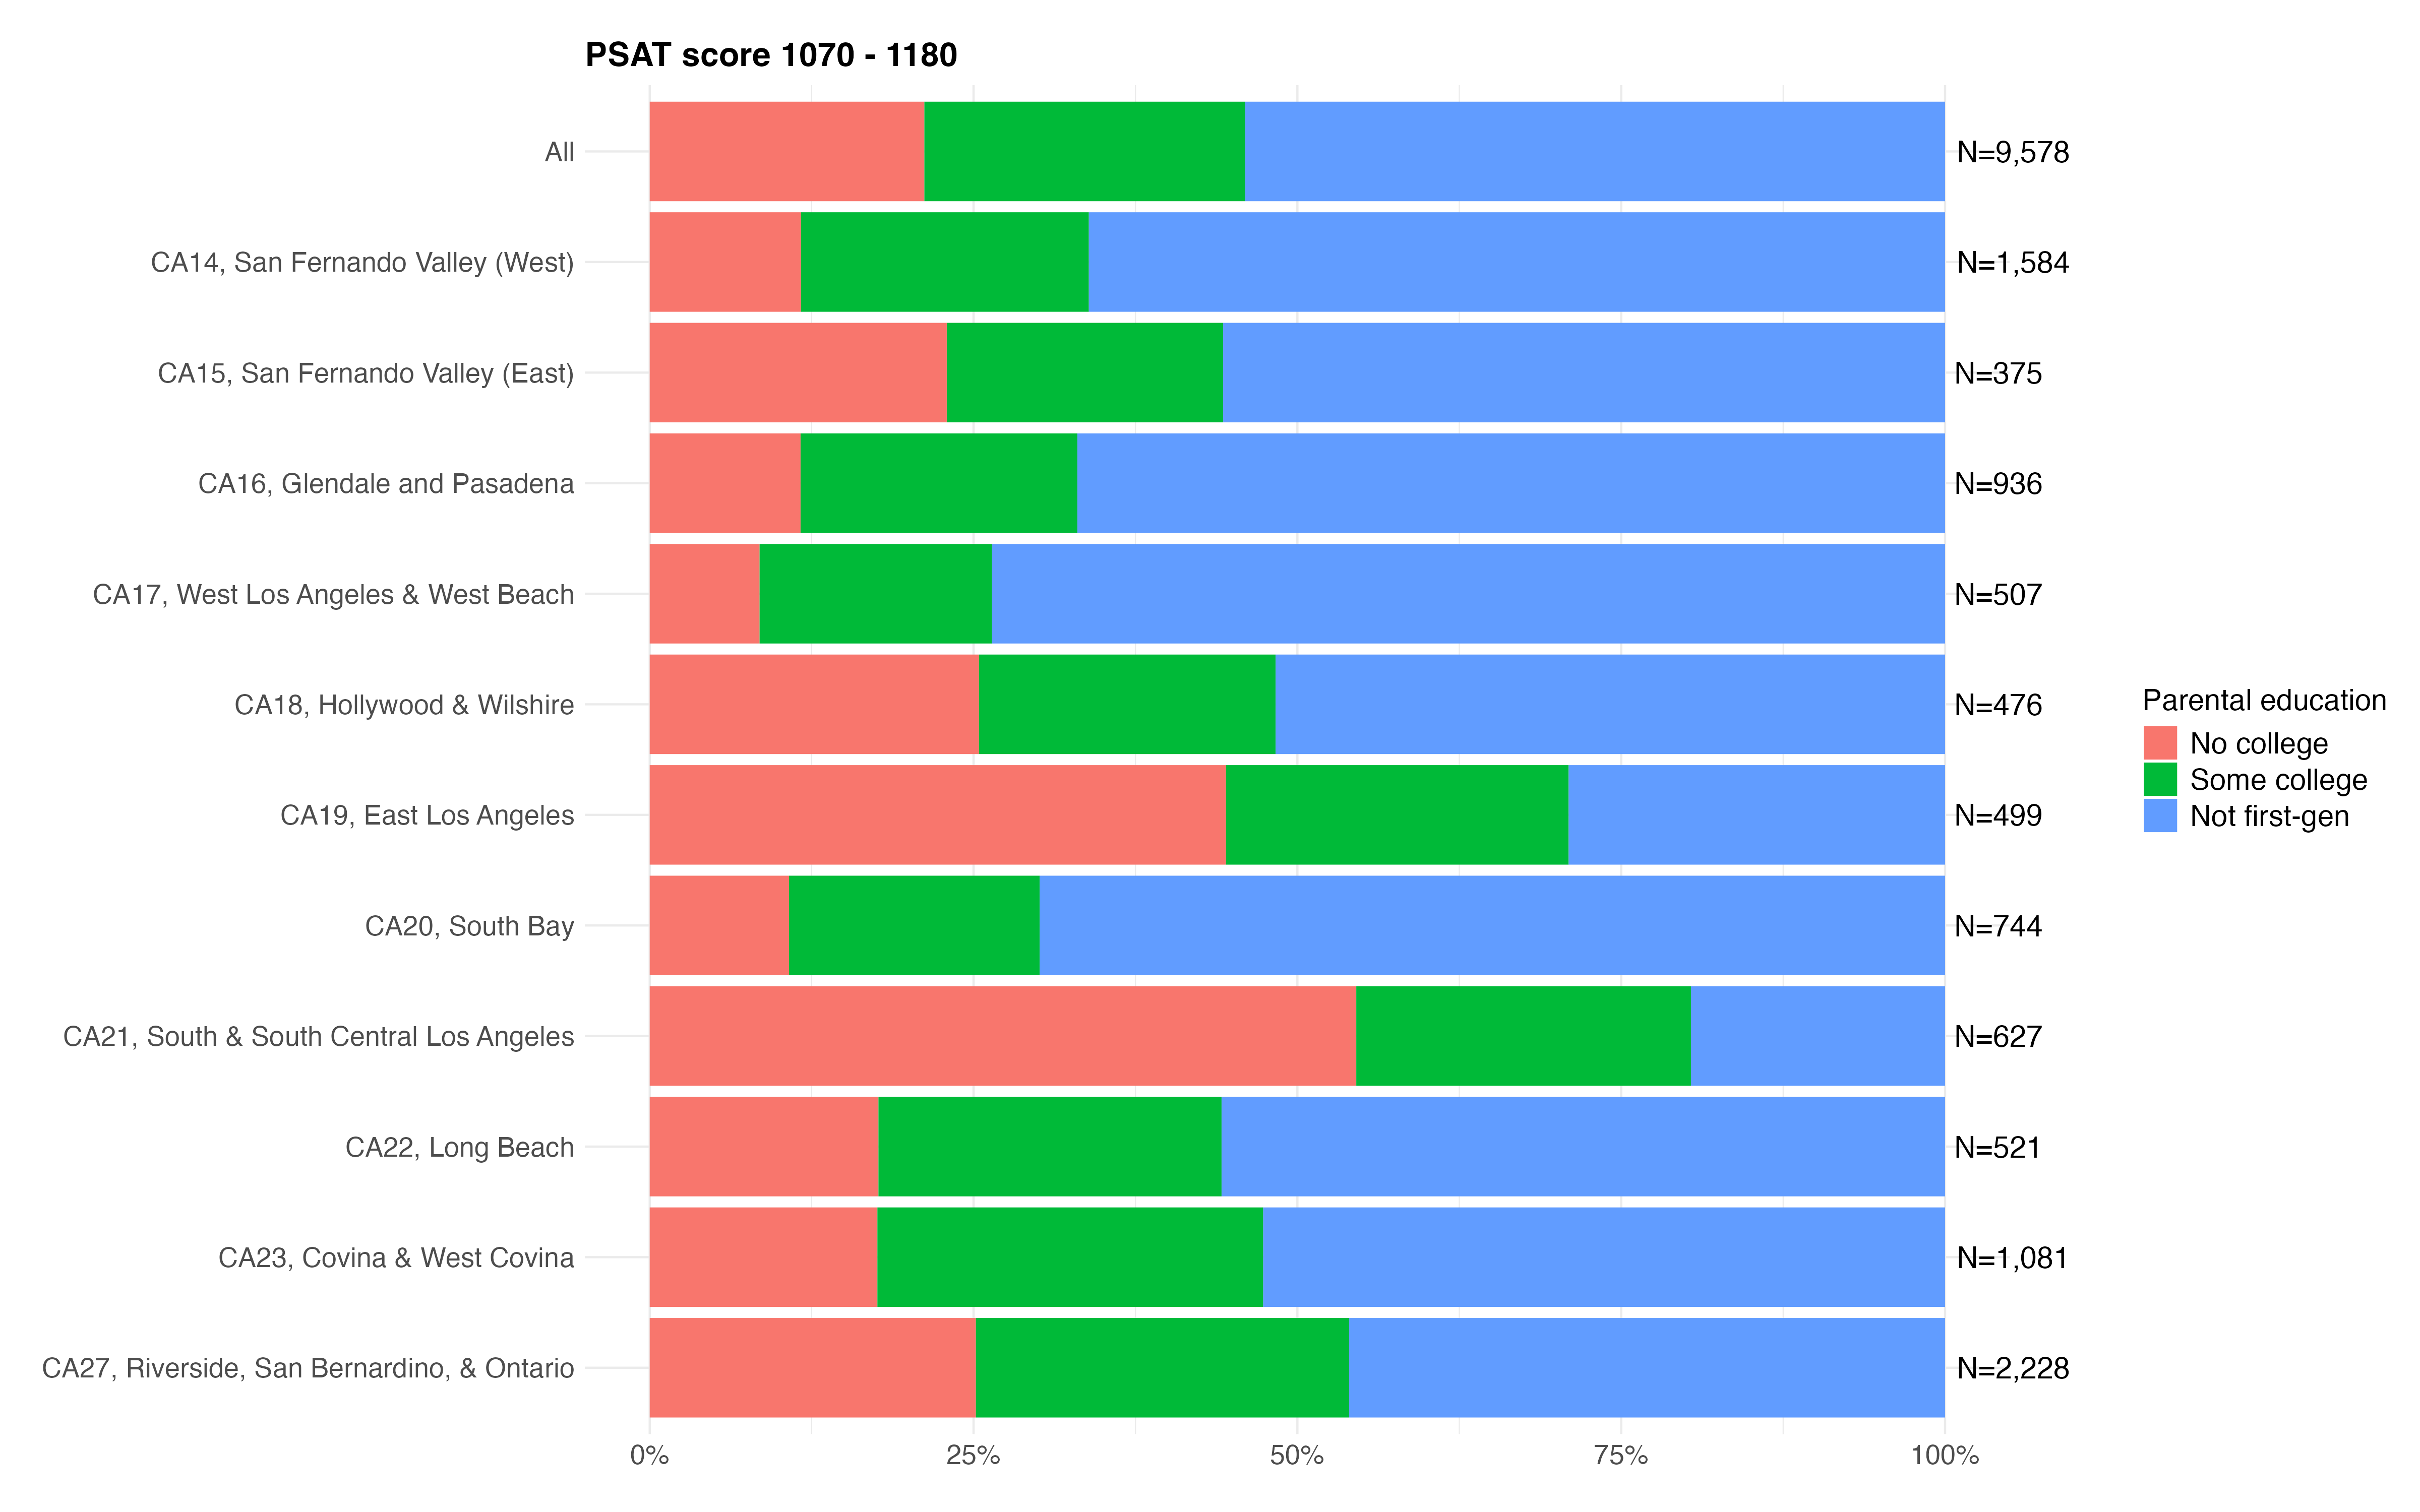 PSAT score 1070 - 1180
All
N=9,578
CA14, San Fernando Valley (West)
N=1,584
CA15, San Fernando Valley (East)
N=375
CA16, Glendale and Pasadena
N=936
CA17, West Los Angeles & West Beach
N=507
CA18, Hollywood & Wilshire
N=476
CA19, East Los Angeles
N=499
CA20, South Bay
N=744
CA21, South & South Central Los Angeles
N=627
CA22, Long Beach
N=521
CA23, Covina & West Covina
N=1,081
CA27, Riverside, San Bernardino, & Ontario
N=2,228
0% 25% 50% 75% 100%
Parental education
No college
Some college
Not first-gen